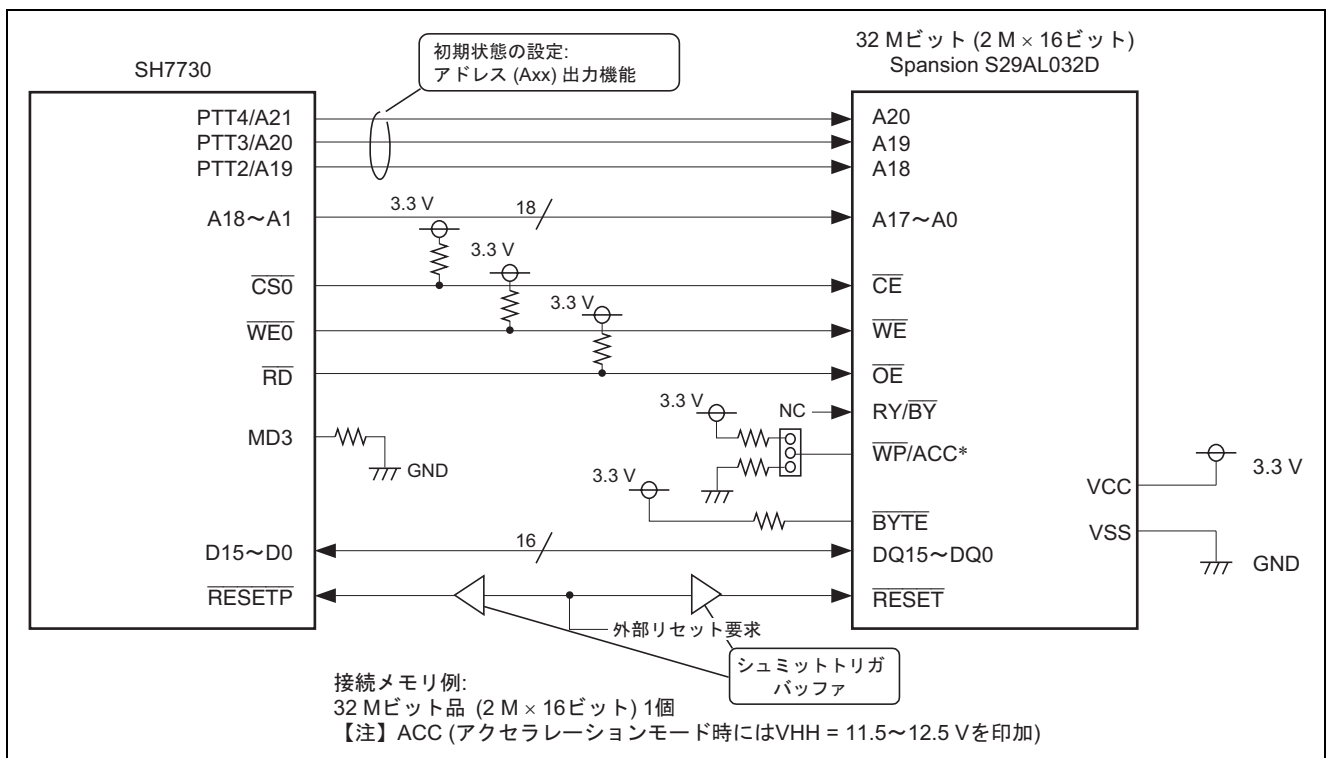 32 Mビット (2 M × 16ビット)
Spansion S29AL032D
SH7730
初期状態の設定:
アドレス (Axx) 出力機能
PTT4/A21
A20
PTT3/A20
A19
PTT2/A19
A18
A18～A1
3.3 V
18
A17～A0
3.3 V
CS0
CE
3.3 V
WE0
WE
RD
OE
3.3 V
NC
RY/BY
MD3
GND
WP/ACC*
3.3 V
VCC
3.3 V
BYTE
VSS
GND
D15～D0
16
DQ15～DQ0
RESETP
RESET
外部リセット要求
シュミットトリガ
バッファ
接続メモリ例:
32 Mビット品 (2 M × 16ビット) 1個
【注】ACC (アクセラレーションモード時にはVHH = 11.5～12.5 Vを印加)